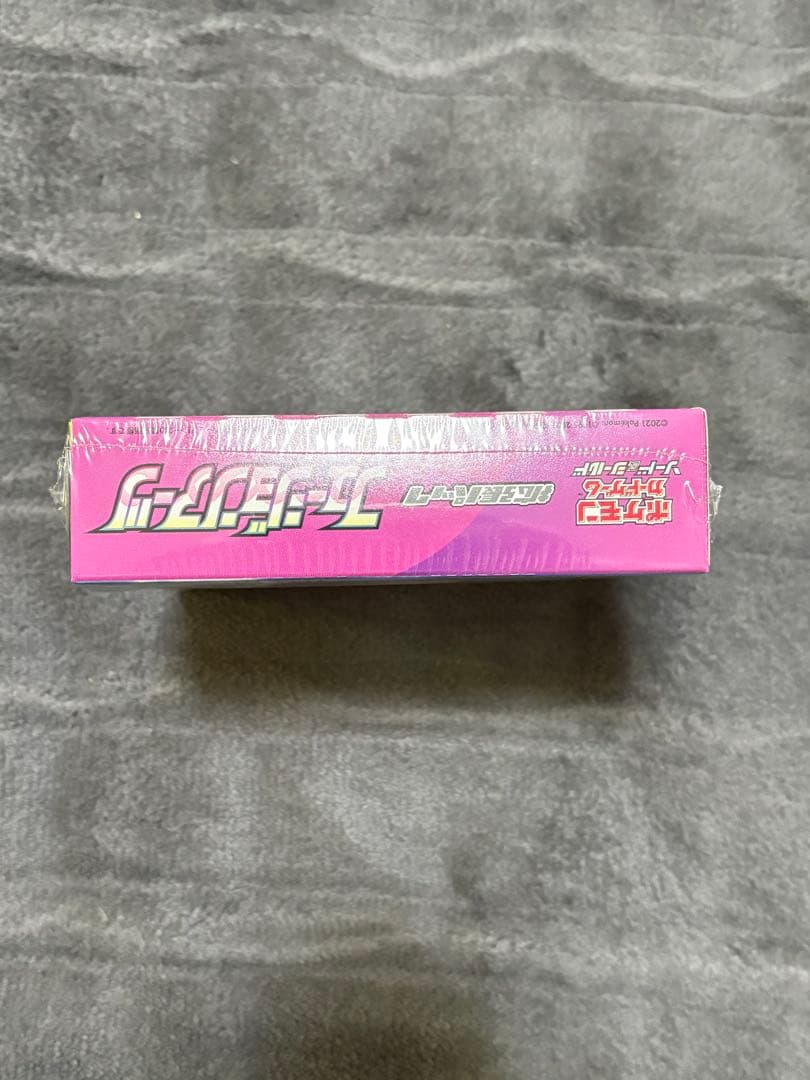 ポケモン
カードゲーム
ソード&シールド
拡張パック
フュージョンアーツ
©2021 Pokémon.